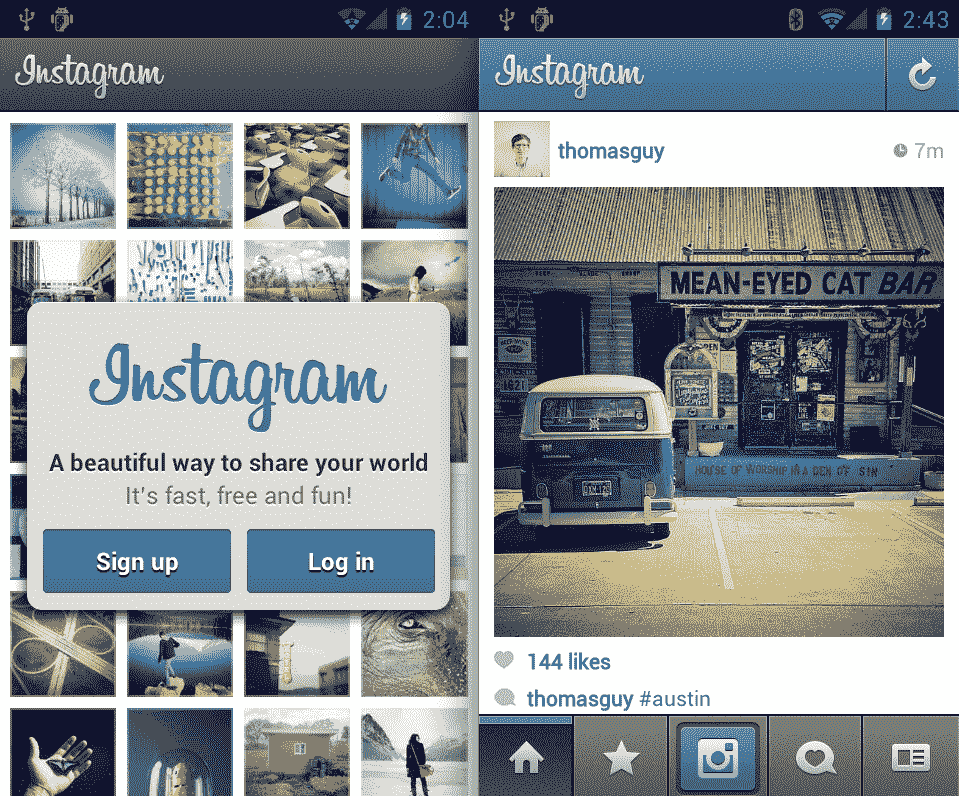 2:04
Instagram
Instagram
A beautiful way to share your world
It's fast, free and fun!
Sign up
Log in
2:43
Instagram
thomasguy
7m
MEAN-EYED CAT BAR
OPEN
1621
HOUSE OF WORSHIP IN A DEN OF SIN
144 likes
thomasguy #austin